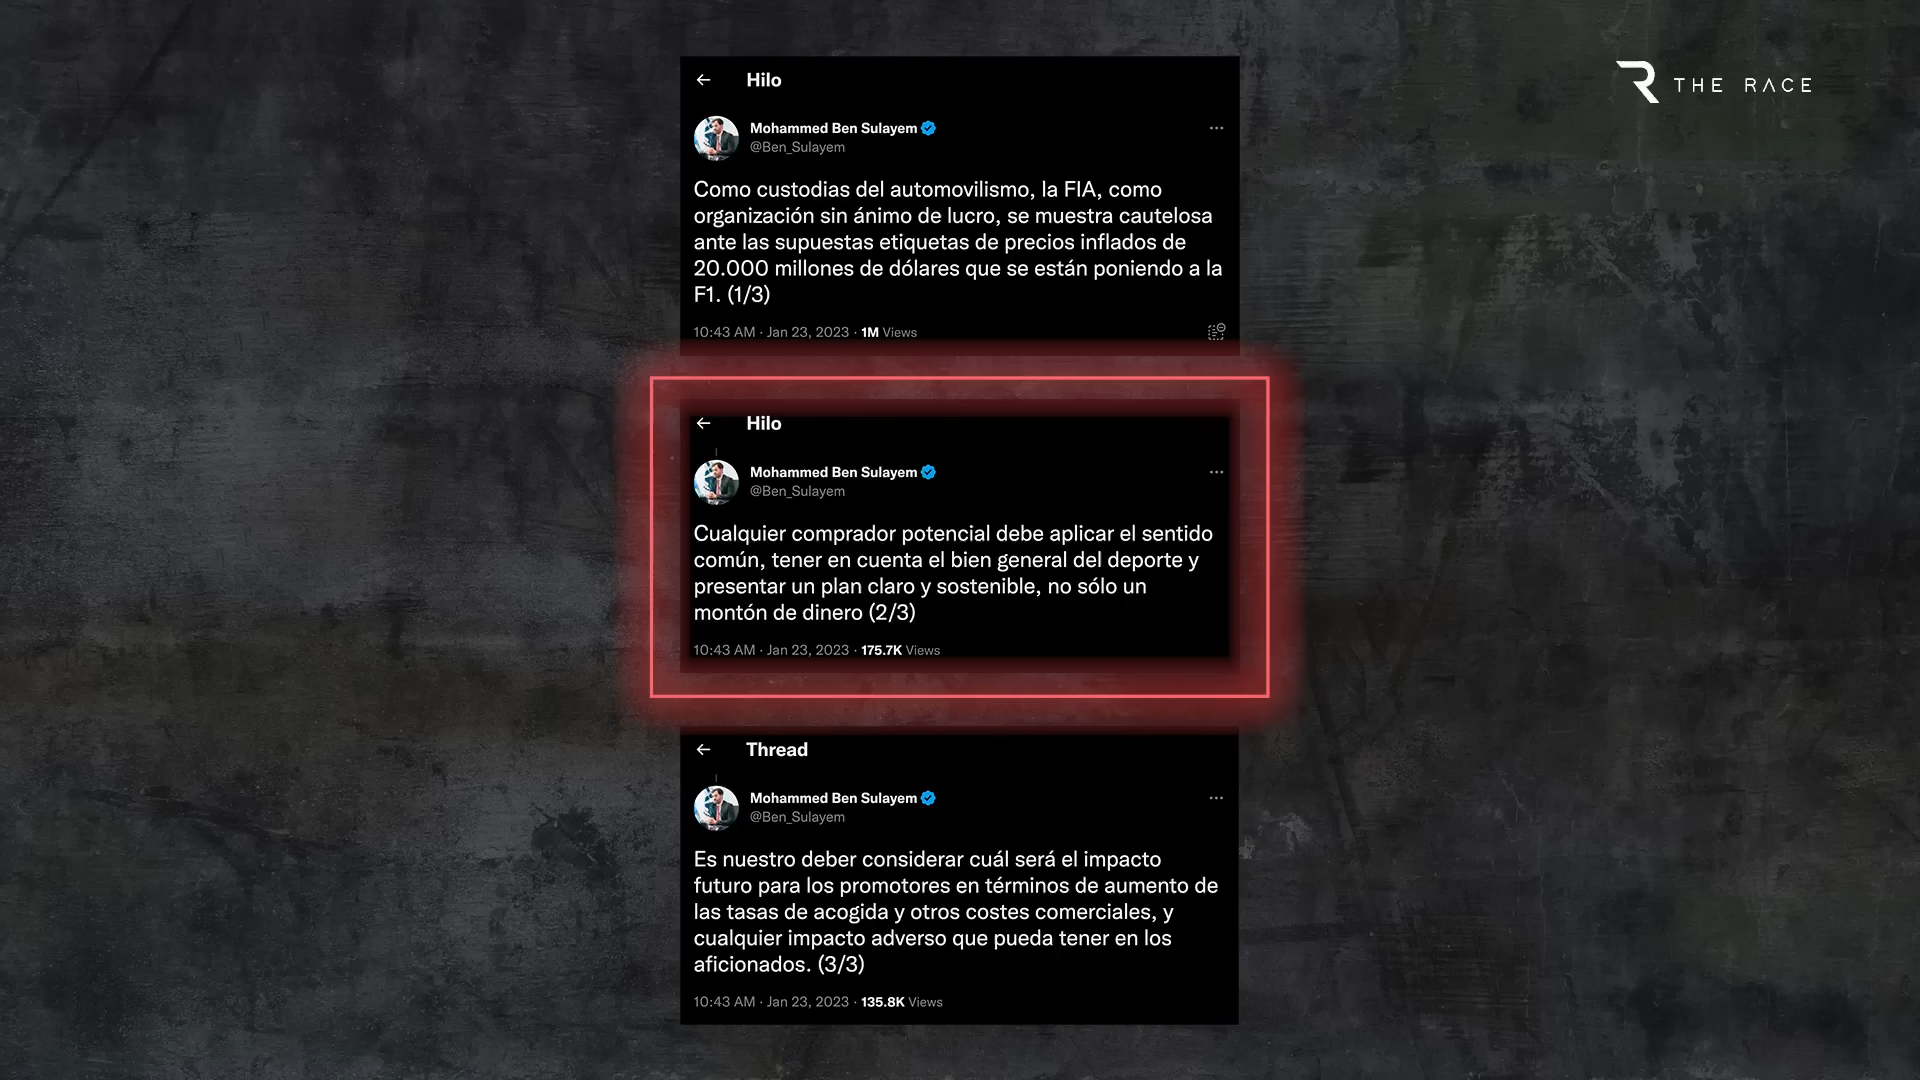 THE RACE
Hilo
Mohammed Ben Sulayem
@Ben_Sulayem
Como custodias del automovilismo, la FIA, como
organización sin ánimo de lucro, se muestra cautelosa
ante las supuestas etiquetas de precios inflados de
20.000 millones de dólares que se están poniendo a la
F1. (1/3)
10:43 AM · Jan 23, 2023 · 1M Views
Hilo
Mohammed Ben Sulayem
@Ben_Sulayem
Cualquier comprador potencial debe aplicar el sentido
común, tener en cuenta el bien general del deporte y
presentar un plan claro y sostenible, no sólo un
montón de dinero (2/3)
10:43 AM · Jan 23, 2023 · 175.7K Views
Thread
Mohammed Ben Sulayem
@Ben_Sulayem
Es nuestro deber considerar cuál será el impacto
futuro para los promotores en términos de aumento de
las tasas de acogida y otros costes comerciales, y
cualquier impacto adverso que pueda tener en los
aficionados. (3/3)
10:43 AM · Jan 23, 2023 · 135.8K Views